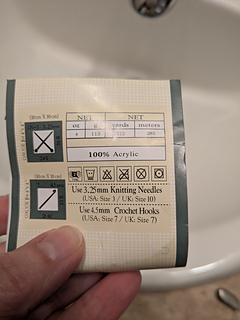 NET NET
oz g yards meters
4 113
100% Acrylic
Use 3.25mm Knitting Needles
(USA: Size 3 / UK: Size 10)
Use 4.5mm Crochet Hooks
(USA: Size 7 / UK: Size 7)